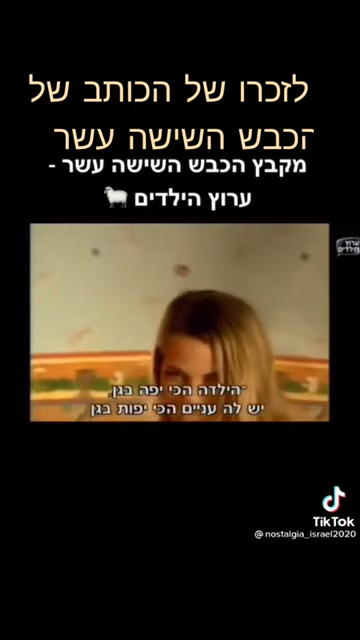 לזכרו של הכותב של
הכבש השישה עשר
מקבץ הכבש השישה עשר -
ערוץ הילדים 🐑
ערוץ
הילדים
"הילדה הכי יפה בגן,
יש לה עניים הכי יפות בגן
TikTok
@nostalgia_israel2020